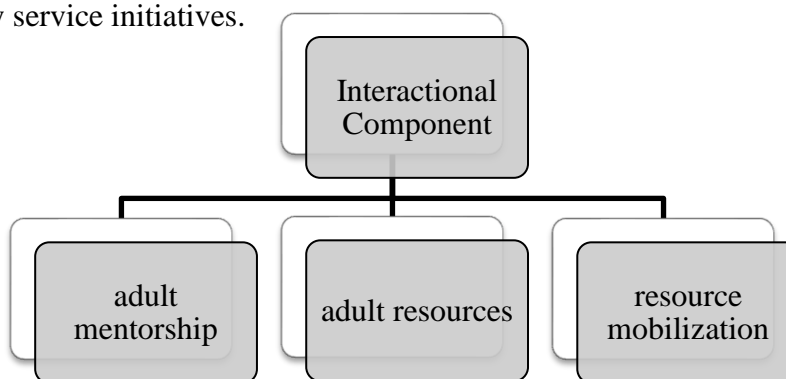 service initiatives.
Interactional
Component
adult
mentorship
adult resources
resource
mobilization